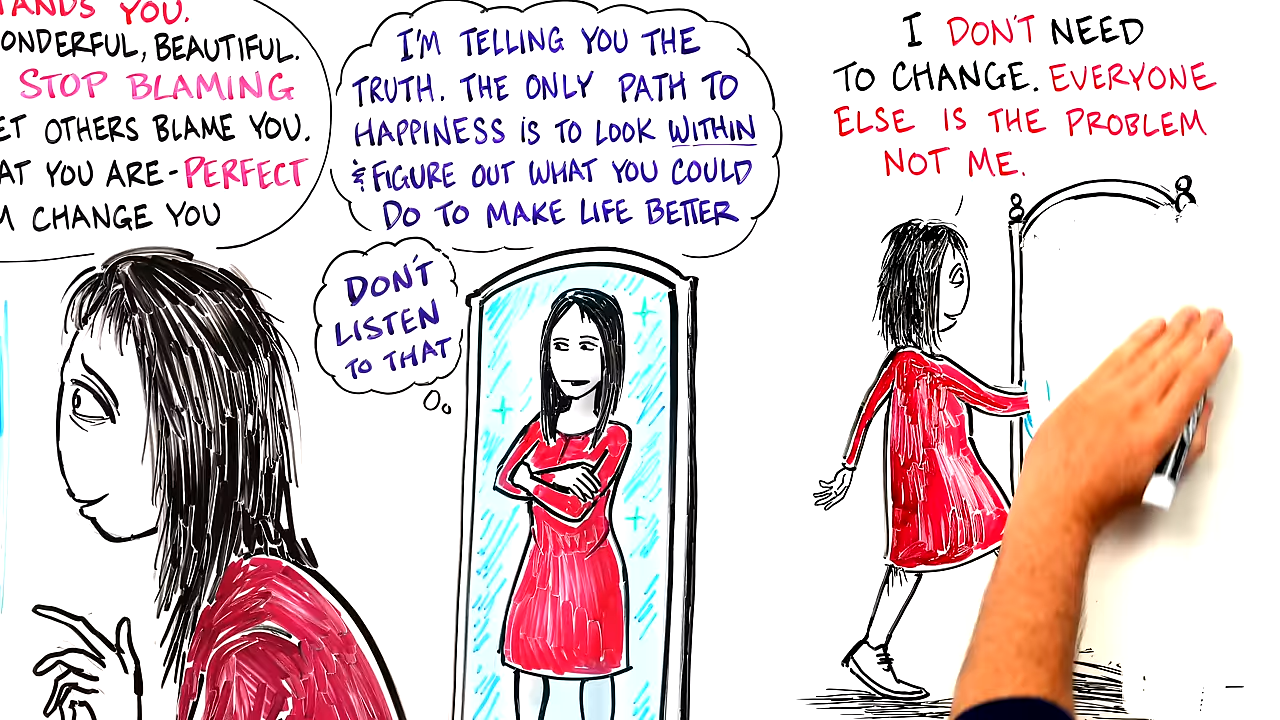 TANDS YOU.
ONDERFUL, BEAUTIFUL.
STOP BLAMING
ET OTHERS BLAME YOU.
AT YOU ARE - PERFECT
M CHANGE YOU
I'M TELLING YOU THE
TRUTH. THE ONLY PATH TO
HAPPINESS IS TO LOOK WITHIN
& FIGURE OUT WHAT YOU COULD
DO TO MAKE LIFE BETTER
DON'T
LISTEN
TO THAT
I DON'T NEED
TO CHANGE. EVERYONE
ELSE IS THE PROBLEM
NOT ME.